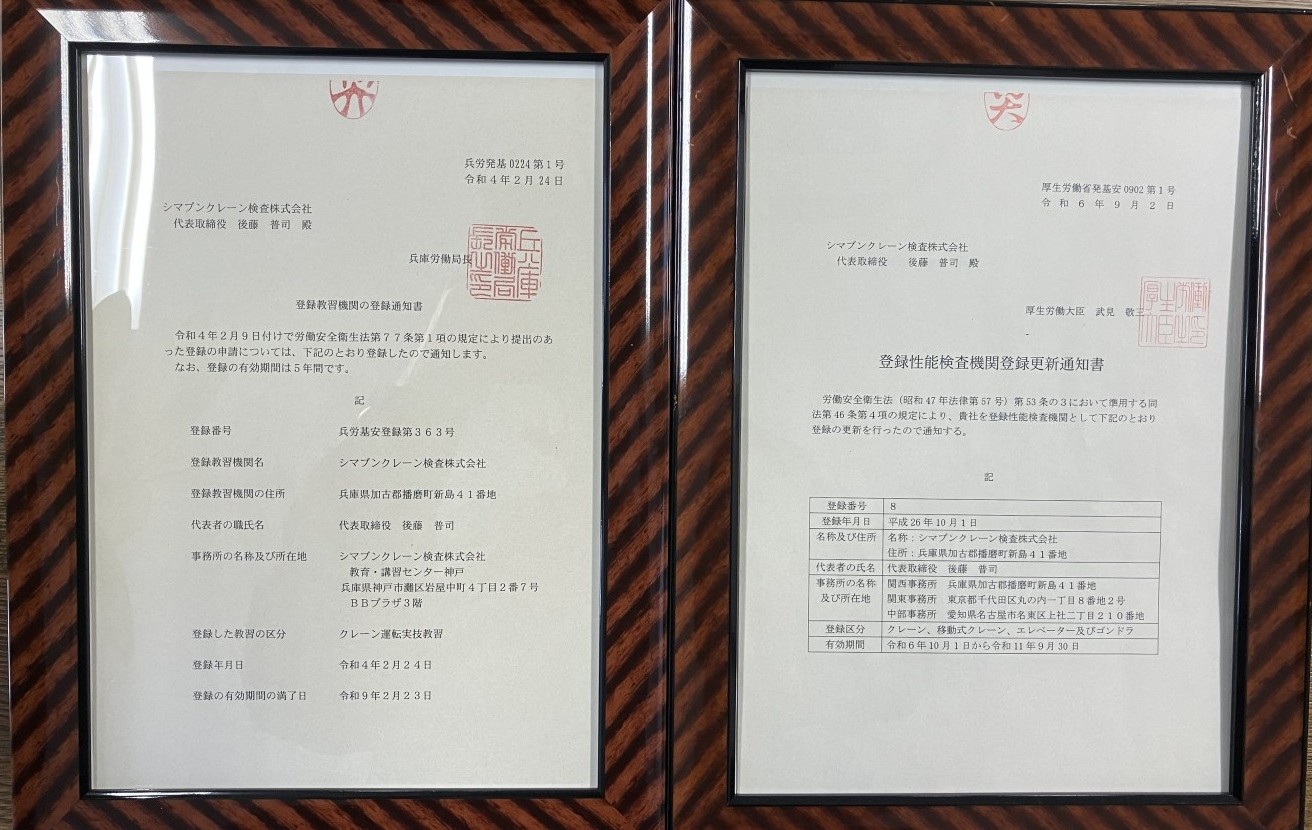 兵労発基0224第1号
令和4年2月24日
シマブンクレーン検査株式会社
代表取締役 後藤 普司 殿
兵庫労働局長
兵庫労働局長之印
登録教習機関の登録通知書
令和4年2月9日付けで労働安全衛生法第77条第1項の規定により提出のあ
った登録の申請については、下記のとおり登録したので通知します。
なお、登録の有効期間は5年間です。
記
登録番号 兵労基安登録第363号
登録教習機関名 シマブンクレーン検査株式会社
登録教習機関の住所 兵庫県加古郡播磨町新島41番地
代表者の職氏名 代表取締役 後藤 普司
事務所の名称及び所在地 シマブンクレーン検査株式会社
教育・講習センター神戸
兵庫県神戸市灘区岩屋中町4丁目2番7号
BBプラザ3階
登録した教習の区分 クレーン運転実技教習
登録年月日 令和4年2月24日
登録の有効期間の満了日 令和9年2月23日
厚生労働省発基安0902第1号
令和6年9月2日
シマブンクレーン検査株式会社
代表取締役 後藤 普司 殿
厚生労働大臣 武見 敬三
厚生労働大臣之印
登録性能検査機関登録更新通知書
労働安全衛生法(昭和47年法律第57号)第53条の3において準用する同
法第46条第4項の規定により、貴社を登録性能検査機関として下記のとおり
登録の更新を行ったので通知する。
記
登録番号 8
登録年月日 平成26年10月1日
名称及び住所 名称:シマブンクレーン検査株式会社
住所:兵庫県加古郡播磨町新島41番地
代表者の氏名 代表取締役 後藤 普司
事務所の名称 関西事務所 兵庫県加古郡播磨町新島41番地
及び所在地 関東事務所 東京都千代田区丸の内一丁目8番地2号
中部事務所 愛知県名古屋市名東区上社二丁目210番地
登録区分 クレーン、移動式クレーン、エレベーター及びゴンドラ
有効期間 令和6年10月1日から令和11年9月30日